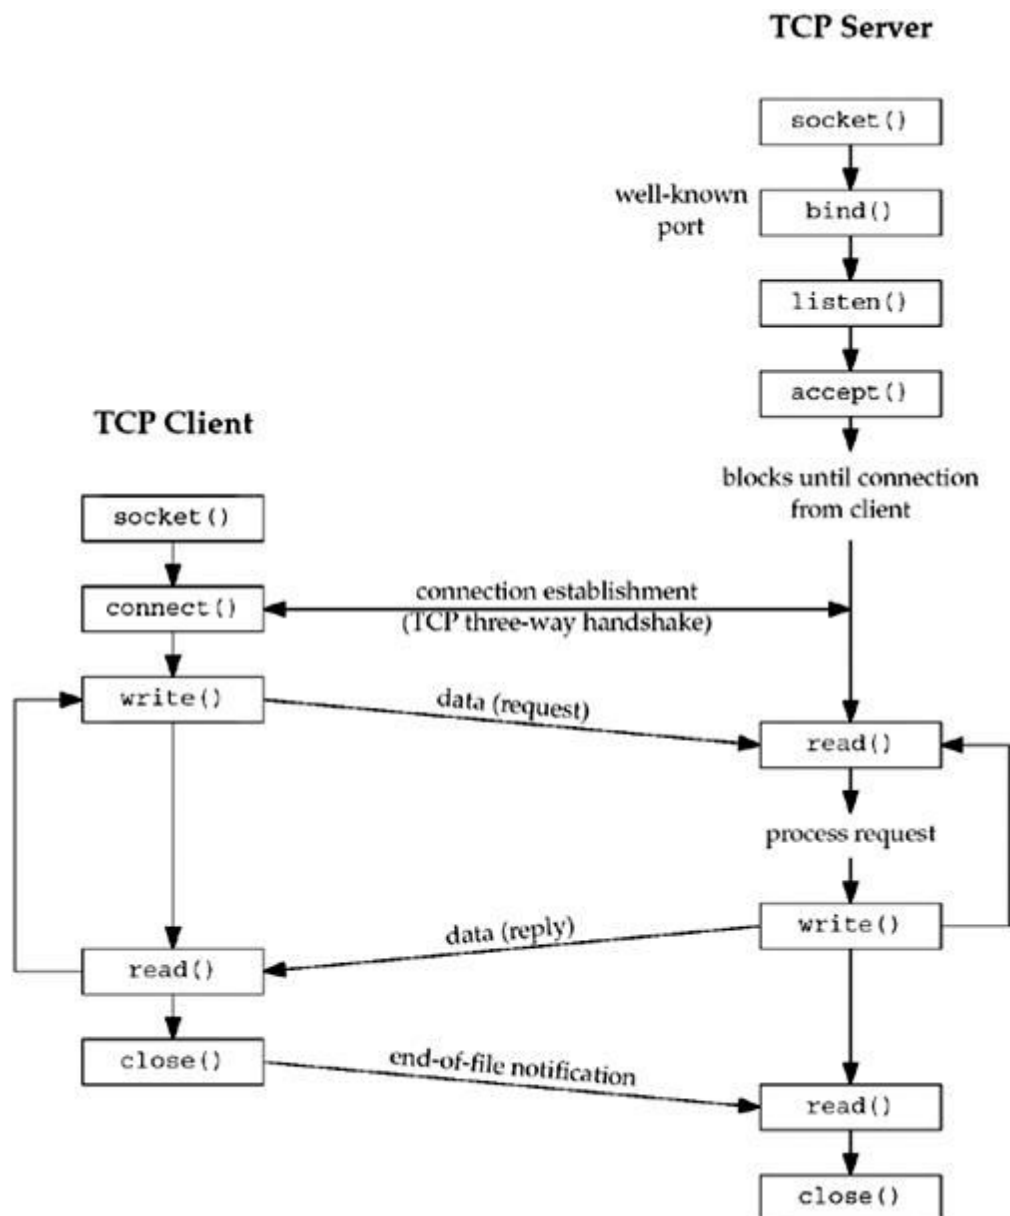 TCP Server
socket()
well-known
port
bind()
listen()
accept()
TCP Client
blocks until connection
from client
socket()
connection establishment
(TCP three-way handshake)
connect()
write()
data (request)
read()
process request
write()
data (reply)
read()
close()
end-of-file notification
read()
close()